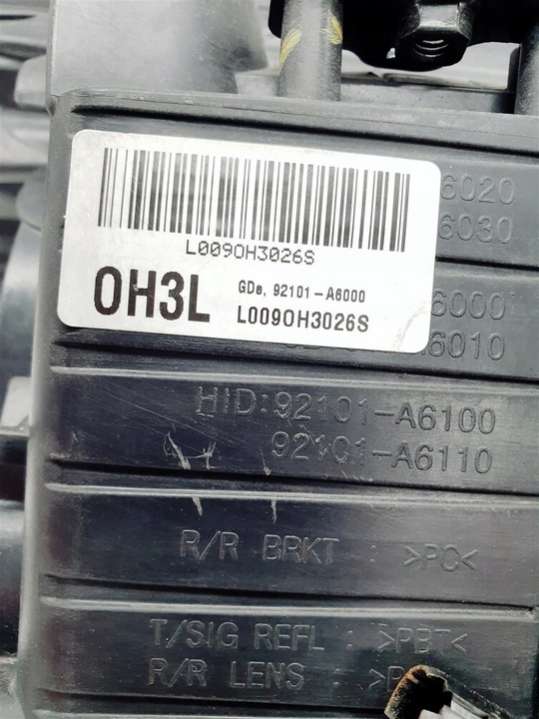 6020
6030
L0090H3026S
0H3L
GDe, 92101-A6000
L0090H3026S
6000
6010
HID:92101-A6100
92101-A6110
R/R BRKT : >PC<
T/SIG REFL : >PBT<
R/R LENS : >P